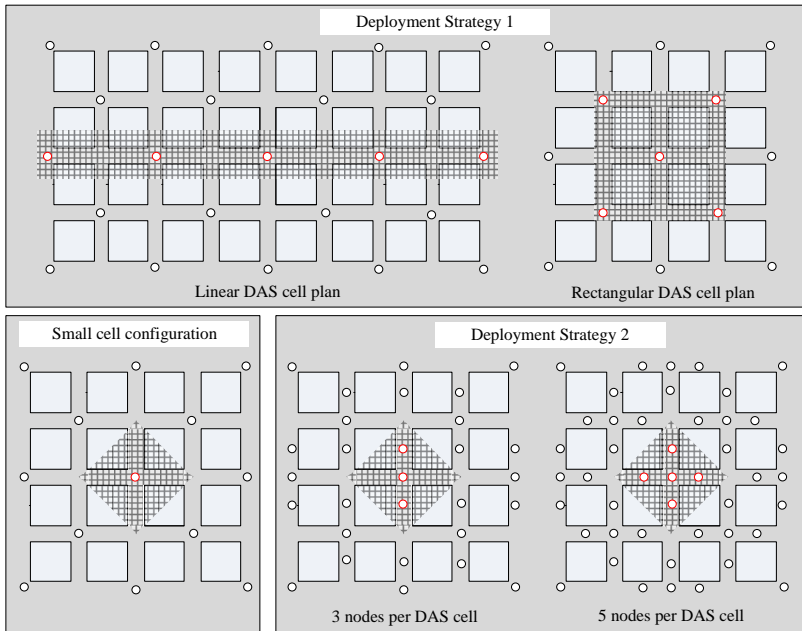 Deployment Strategy 1
Linear DAS cell plan
Rectangular DAS cell plan
Small cell configuration
Deployment Strategy 2
3 nodes per DAS cell
5 nodes per DAS cell